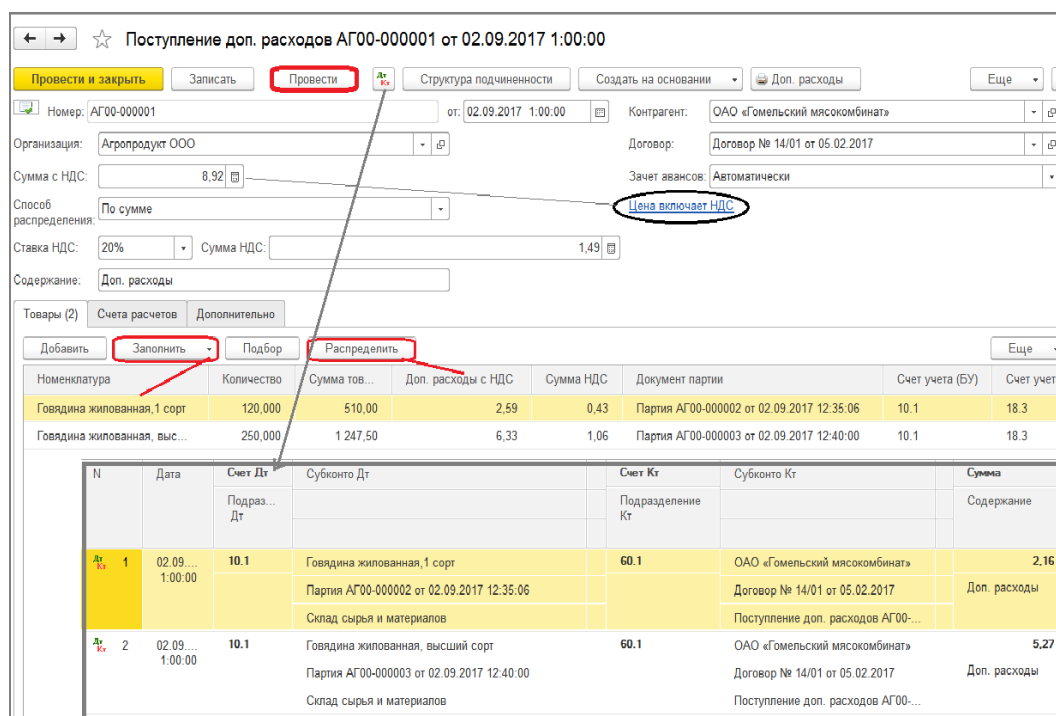 Поступление доп. расходов АГ00-000001 от 02.09.2017 1:00:00
Провести и закрыть Записать Провести Дт Кт Структура подчиненности Создать на основании Доп. расходы Еще
Номер: АГ00-000001 от: 02.09.2017 1:00:00 Контрагент: ОАО «Гомельский мясокомбинат»
Организация: Агропродукт ООО Договор: Договор № 14/01 от 05.02.2017
Сумма с НДС: 8,92 Зачет авансов: Автоматически
Способ распределения: По сумме Цена включает НДС
Ставка НДС: 20% Сумма НДС: 1,49
Содержание: Доп. расходы
Товары (2) Счета расчетов Дополнительно
Добавить Заполнить Подбор Распределить Еще
Номенклатура Количество Сумма тов... Доп. расходы с НДС Сумма НДС Документ партии Счет учета (БУ) Счет учет
Говядина жилованная,1 сорт 120,000 510,00 2,59 0,43 Партия АГ00-000002 от 02.09.2017 12:35:06 10.1 18.3
Говядина жилованная, выс... 250,000 1 247,50 6,33 1,06 Партия АГ00-000003 от 02.09.2017 12:40:00 10.1 18.3
N Дата Счет Дт Субконто Дт Счет Кт Субконто Кт Сумма
Подраз... Дт Подразделение Кт Содержание
Дт Кт 1 02.09.... 1:00:00 10.1 Говядина жилованная,1 сорт 60.1 ОАО «Гомельский мясокомбинат» 2,16
Партия АГ00-000002 от 02.09.2017 12:35:06 Договор № 14/01 от 05.02.2017 Доп. расходы
Склад сырья и материалов Поступление доп. расходов АГ00-...
Дт Кт 2 02.09.... 1:00:00 10.1 Говядина жилованная, высший сорт 60.1 ОАО «Гомельский мясокомбинат» 5,27
Партия АГ00-000003 от 02.09.2017 12:40:00 Договор № 14/01 от 05.02.2017 Доп. расходы
Склад сырья и материалов Поступление доп. расходов АГ00-...